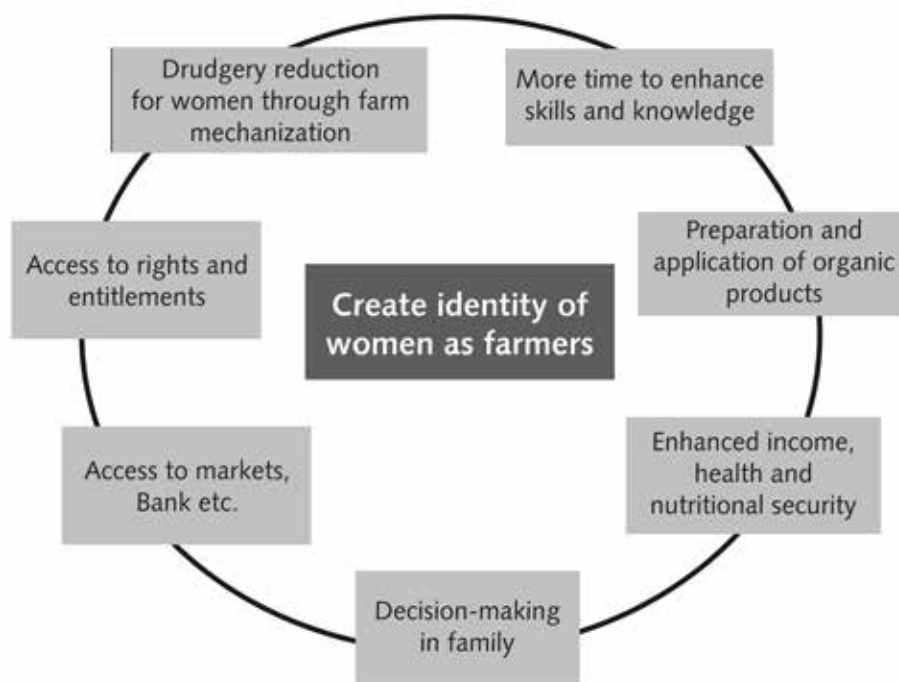 Drudgery reduction
for women through farm
mechanization
More time to enhance
skills and knowledge
Preparation and
application of organic
products
Enhanced income,
health and
nutritional security
Decision-making
in family
Access to markets,
Bank etc.
Access to rights and
entitlements
Create identity of
women as farmers